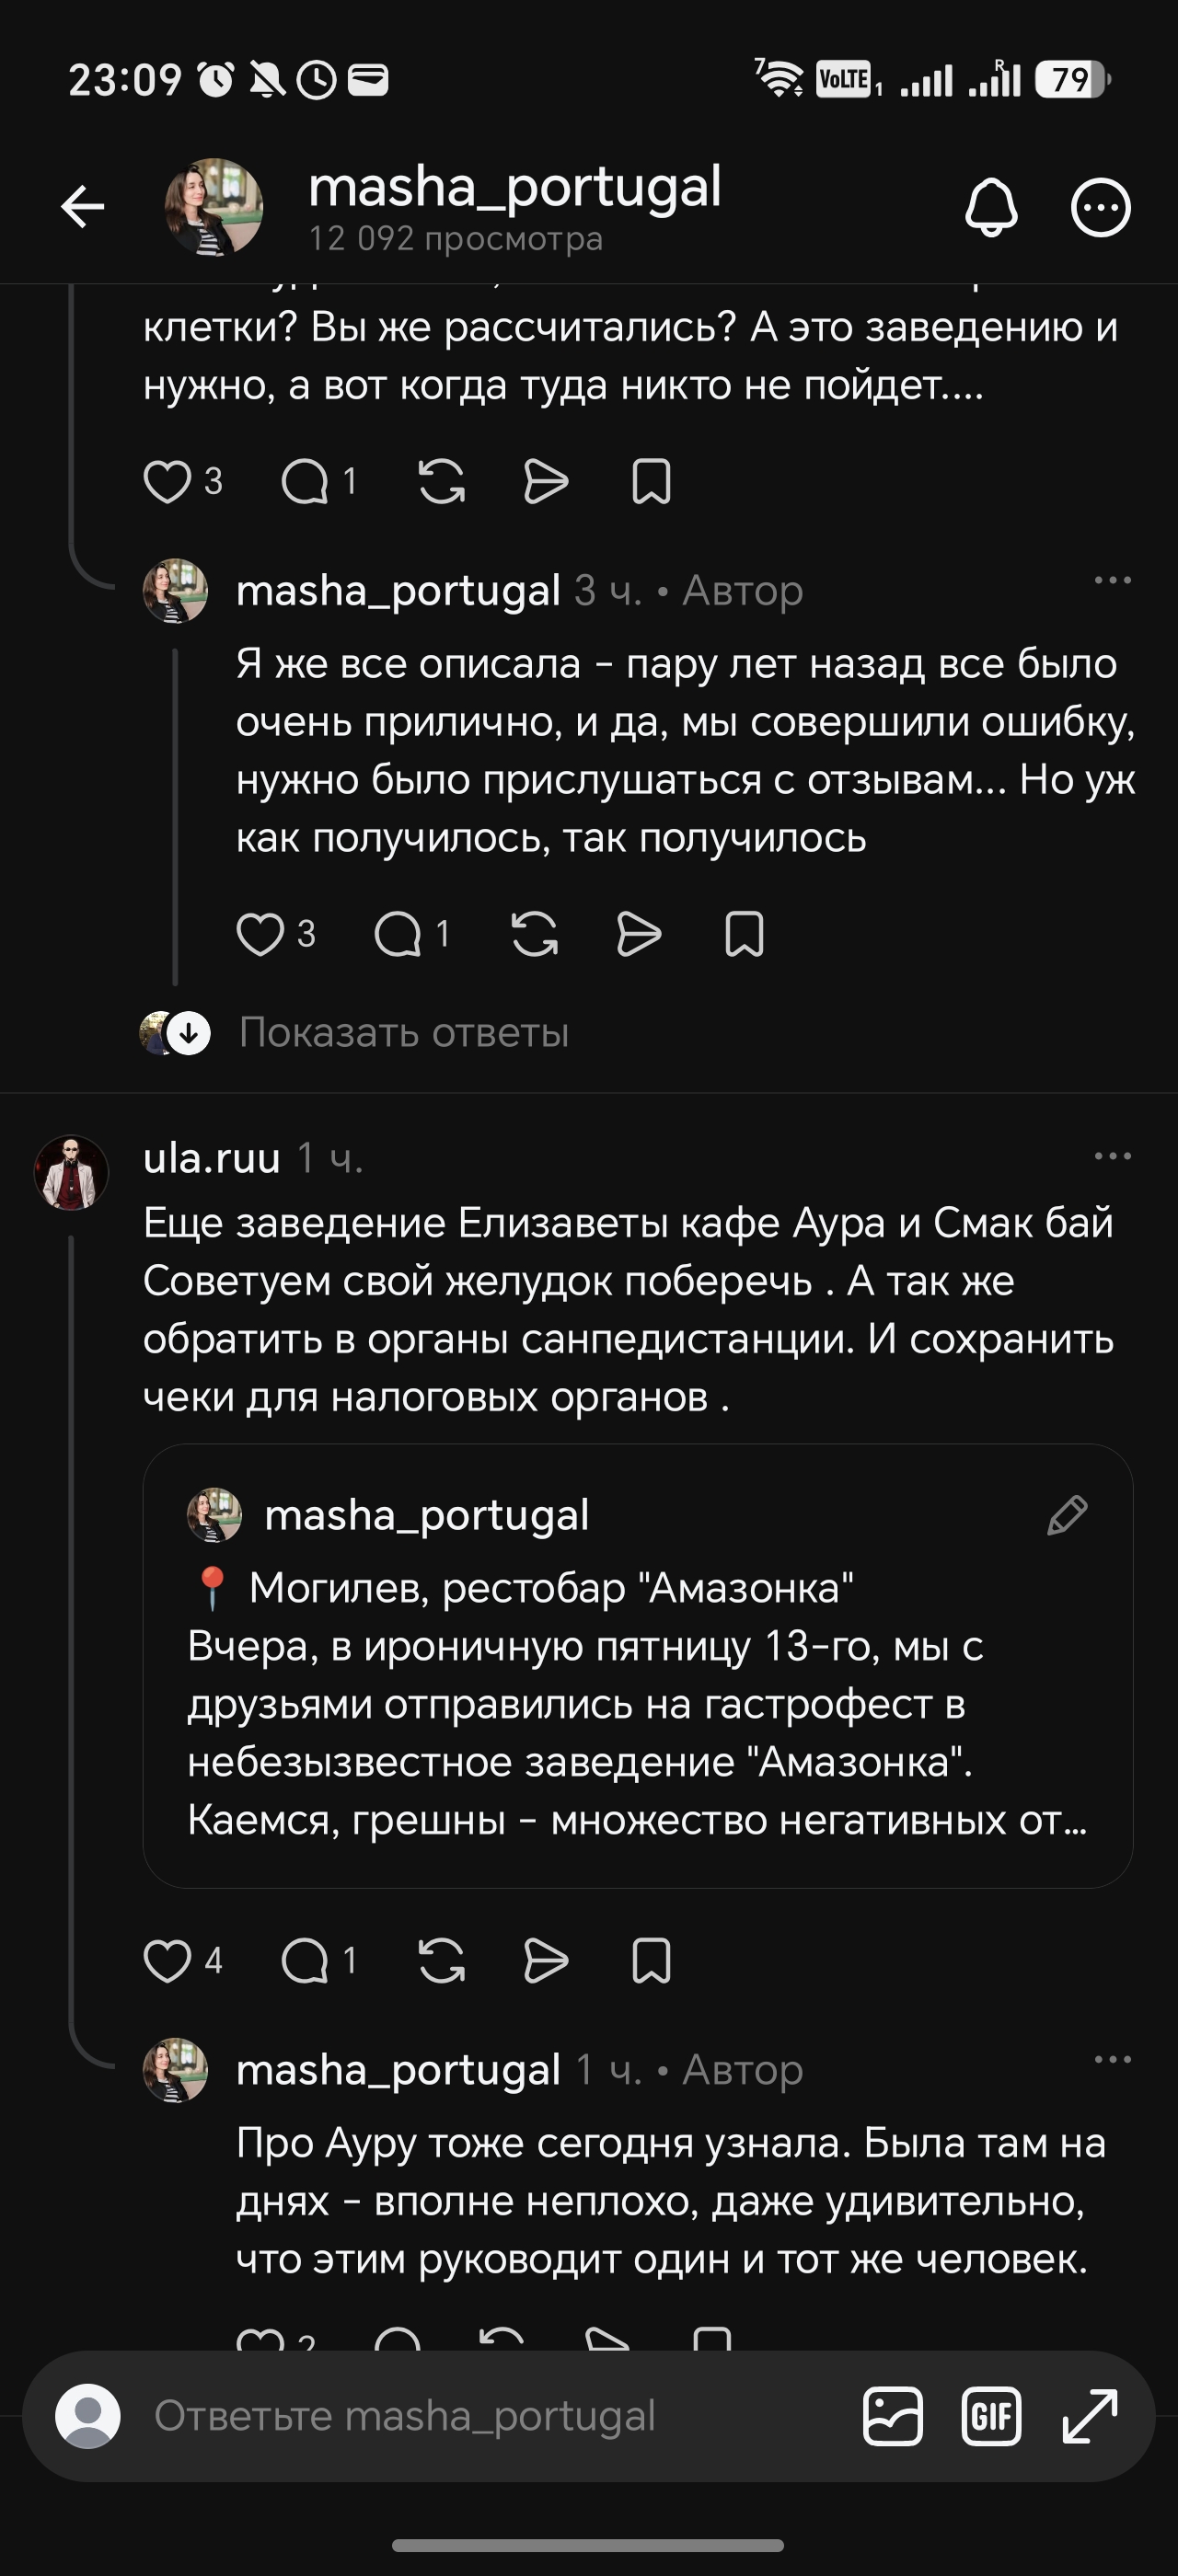 23:09
7
VoLTE 1
R
79
masha_portugal
12 092 просмотра
клетки? Вы же рассчитались? А это заведению и
нужно, а вот когда туда никто не пойдет....
3
1
masha_portugal 3 ч. • Автор
Я же все описала - пару лет назад все было
очень прилично, и да, мы совершили ошибку,
нужно было прислушаться с отзывам... Но уж
как получилось, так получилось
3
1
Показать ответы
ula.ruu 1 ч.
Еще заведение Елизаветы кафе Аура и Смак бай
Советуем свой желудок поберечь . А так же
обратить в органы санпедистанции. И сохранить
чеки для налоговых органов .
masha_portugal
📍 Могилев, рестобар "Амазонка"
Вчера, в ироничную пятницу 13-го, мы с
друзьями отправились на гастрофест в
небезызвестное заведение "Амазонка".
Каемся, грешны - множество негативных от...
4
1
masha_portugal 1 ч. • Автор
Про Ауру тоже сегодня узнала. Была там на
днях - вполне неплохо, даже удивительно,
что этим руководит один и тот же человек.
2
Ответьте masha_portugal
GIF